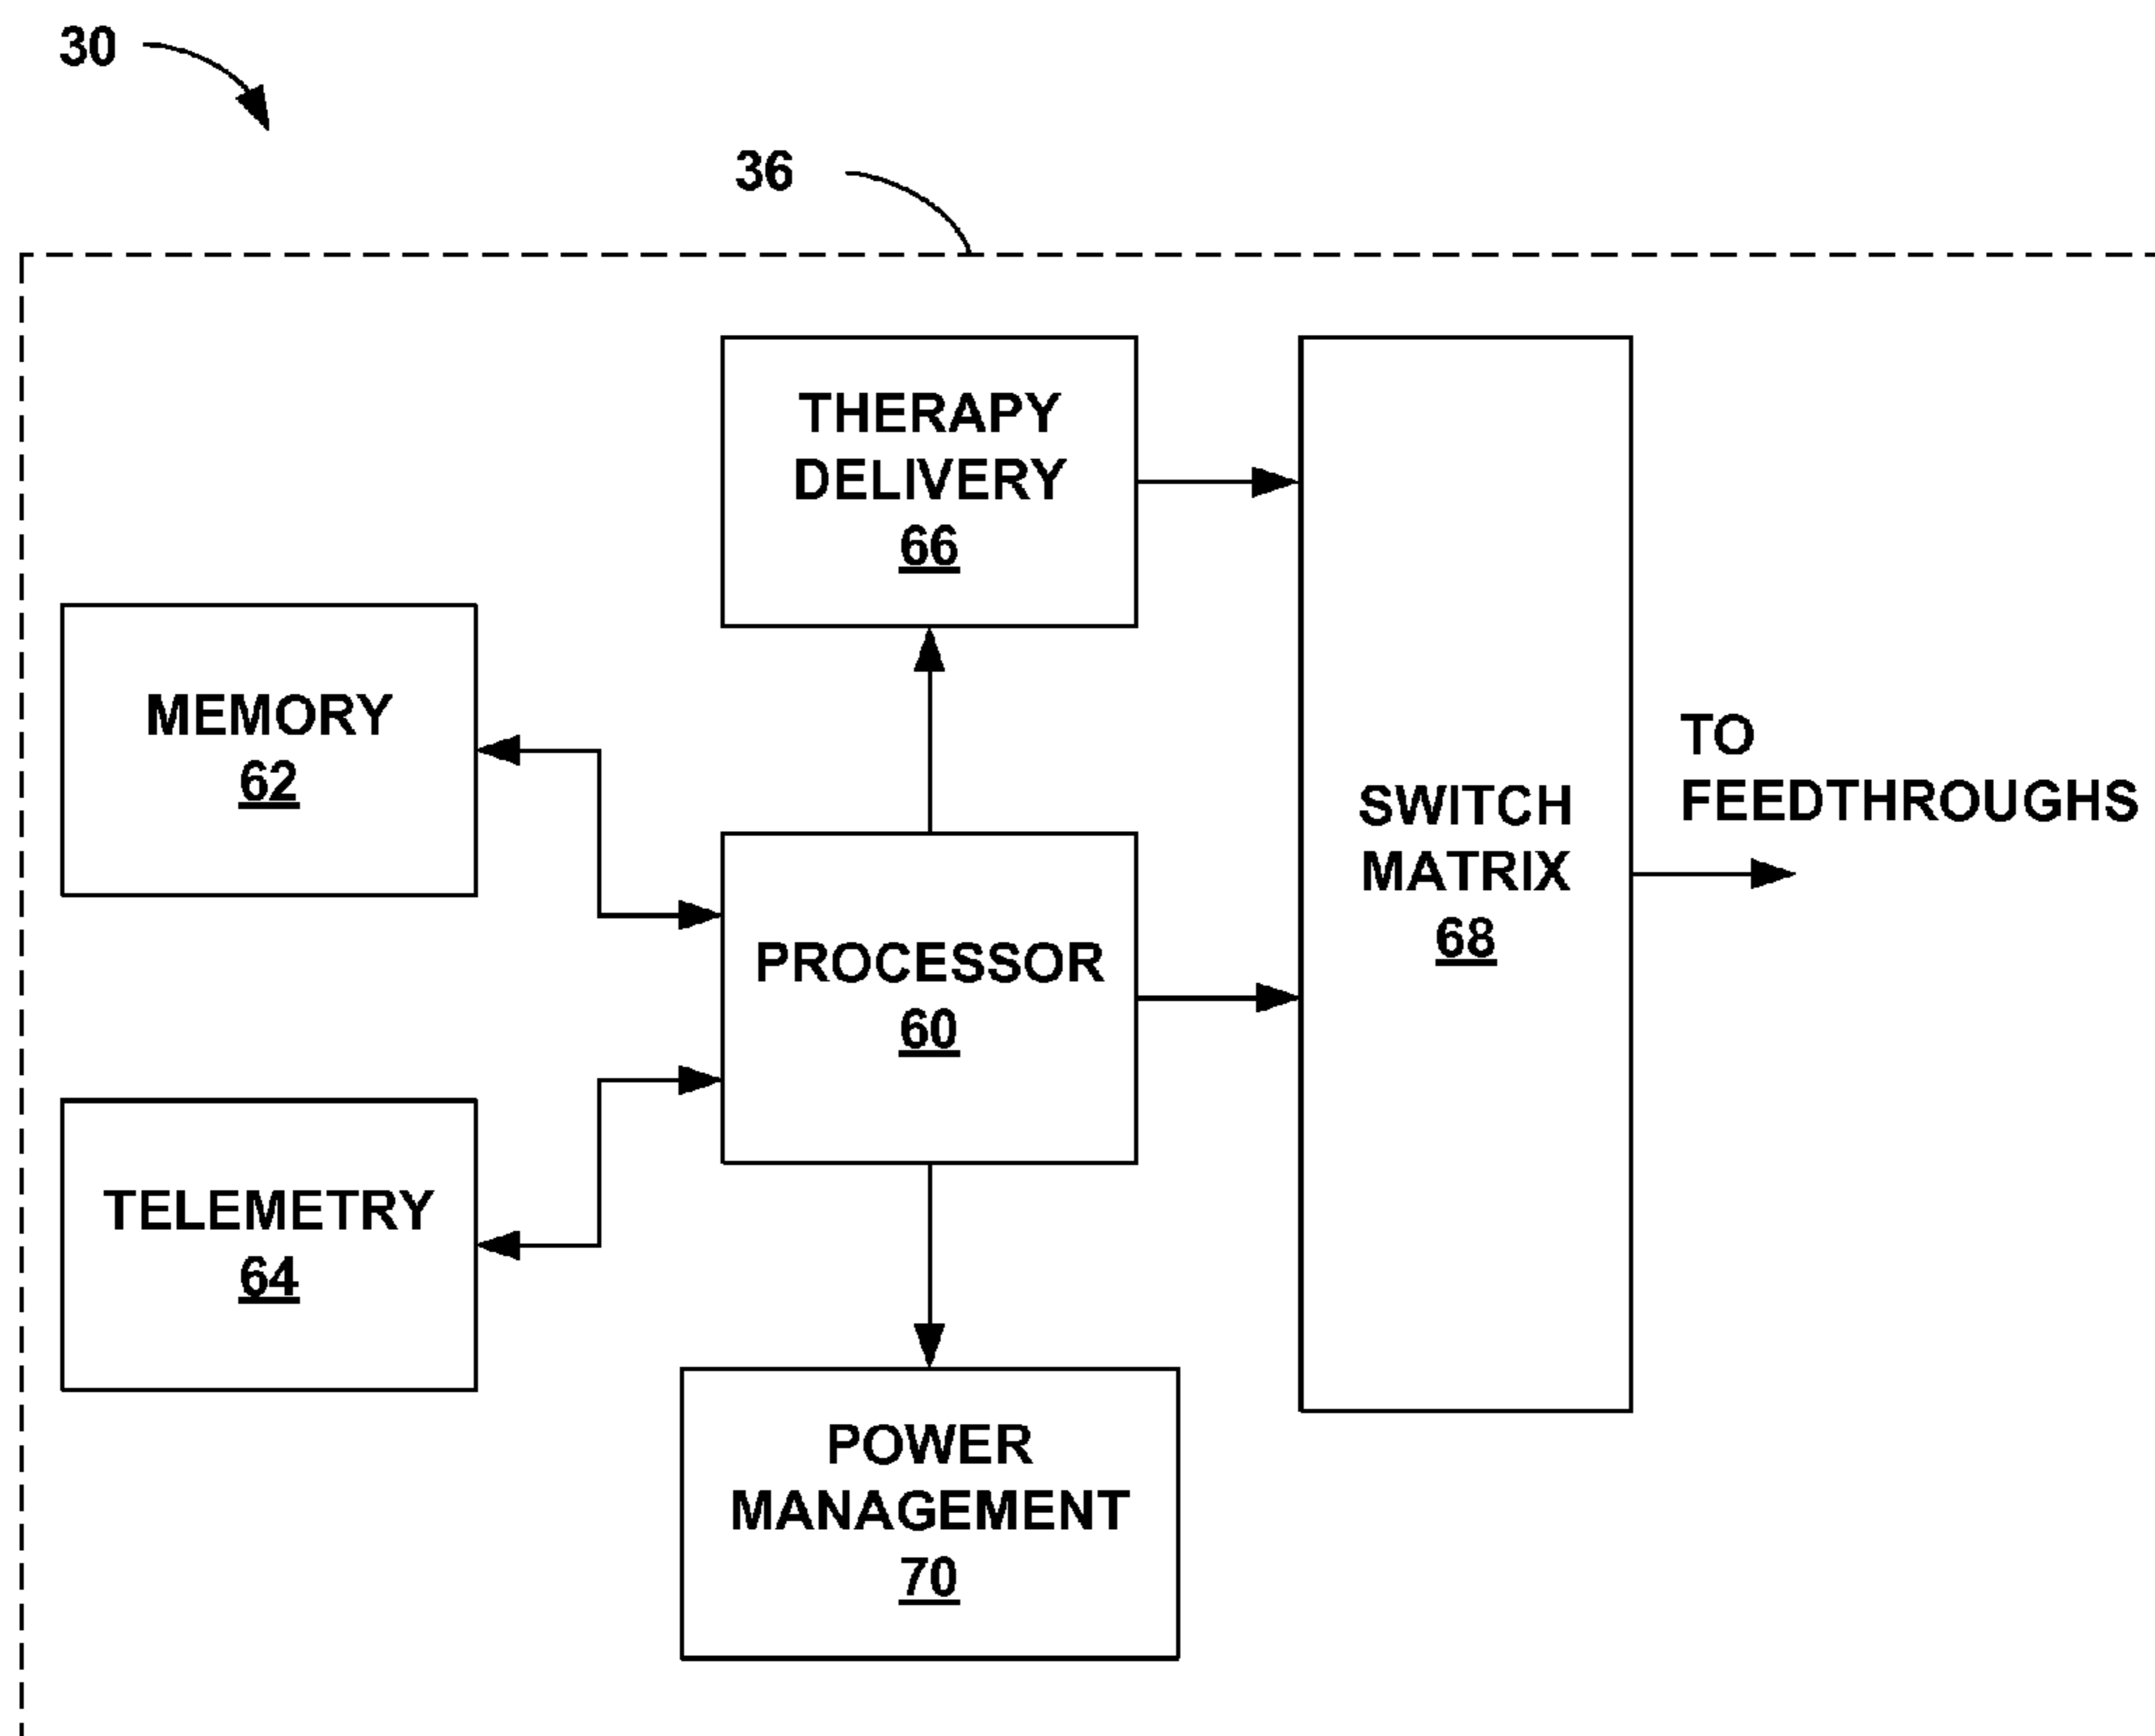 30
36
THERAPY
DELIVERY
66
MEMORY
62
TO
FEEDTHROUGHS
SWITCH
MATRIX
68
PROCESSOR
60
TELEMETRY
64
POWER
MANAGEMENT
70